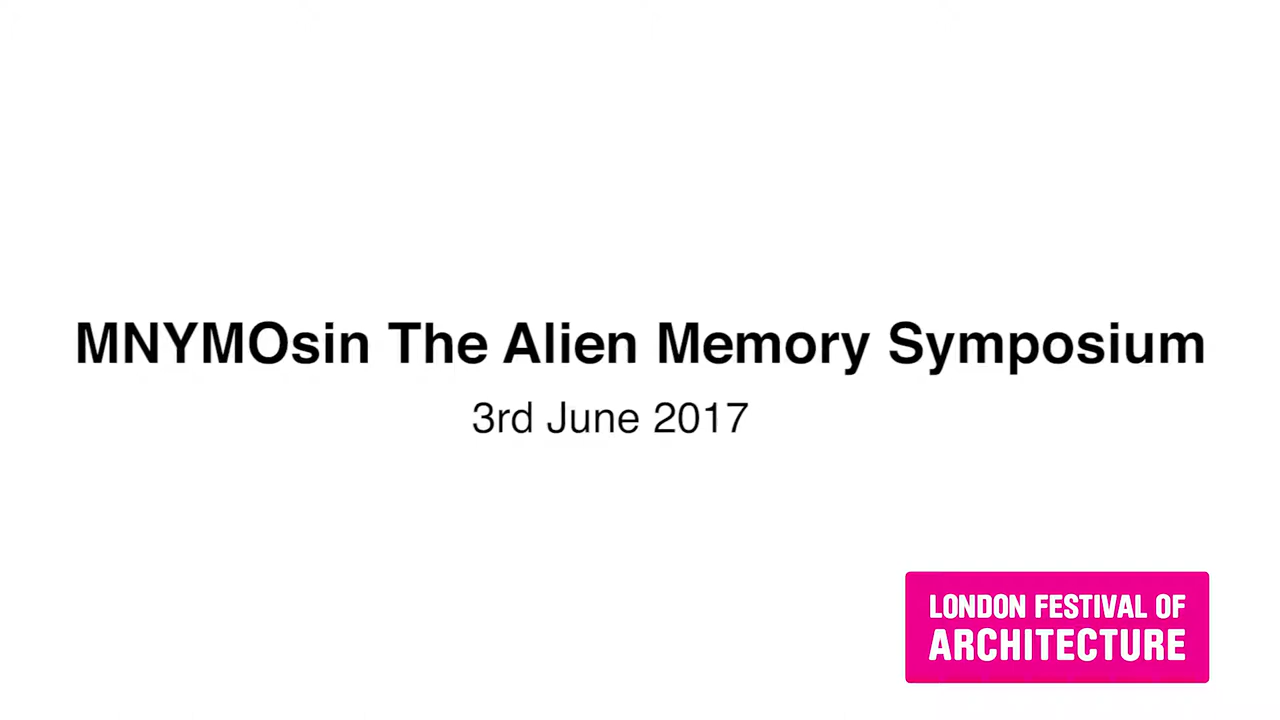 MNYMOsin The Alien Memory Symposium
3rd June 2017
LONDON FESTIVAL OF
ARCHITECTURE